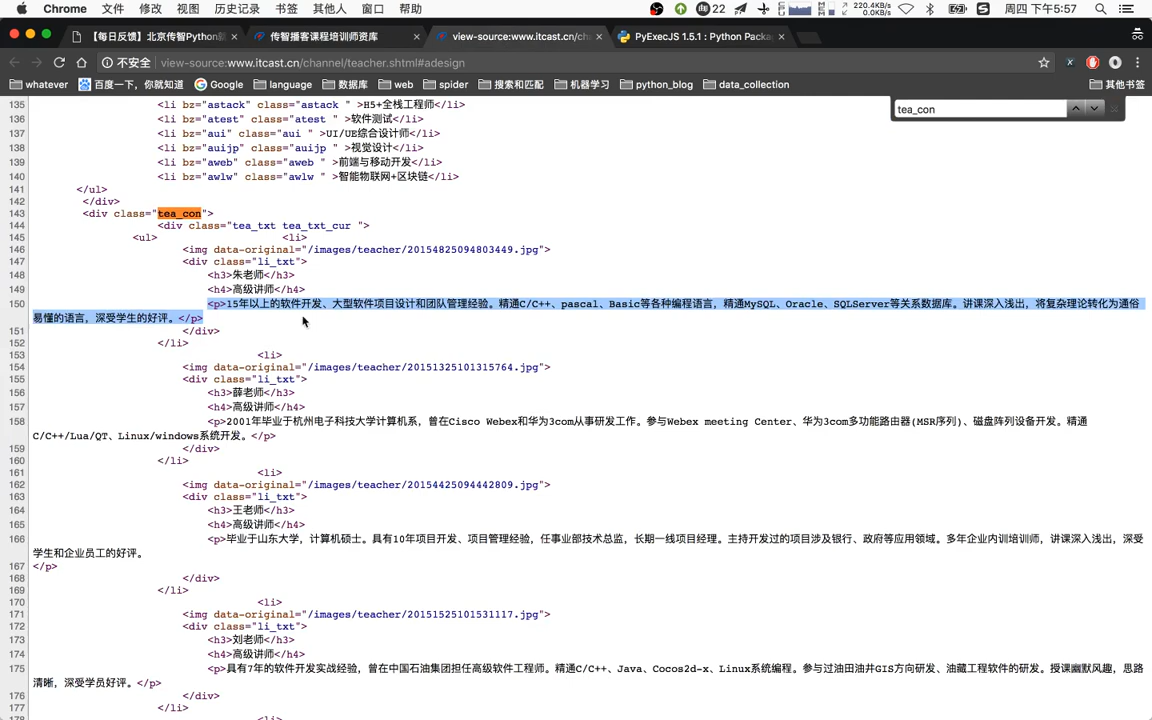 Chrome 文件 修改 视图 历史记录 书签 其他人 窗口 帮助 22 220.4KB/s 0.0KB/s 周四 下午5:57
【每日反馈】北京传智Python × 传智播客课程培训师资库 × view-source:www.itcast.cn/cha × PyExecJS 1.5.1 : Python Packa ×
不安全 view-source:www.itcast.cn/channel/teacher.shtml#adesign
whatever 百度一下，你就知道 Google language 数据库 web spider 搜索和匹配 机器学习 python_blog data_collection 其他书签
tea_con
135 <li bz="astack" class="astack " >H5+全栈工程师</li>
136 <li bz="atest" class="atest " >软件测试</li>
137 <li bz="aui" class="aui " >UI/UE综合设计师</li>
138 <li bz="auijp" class="auijp " >视觉设计</li>
139 <li bz="aweb" class="aweb " >前端与移动开发</li>
140 <li bz="awlw" class="awlw " >智能物联网+区块链</li>
141 </ul>
142 </div>
143 <div class="tea_con">
144 <div class="tea_txt tea_txt_cur ">
145 <ul> <li>
146 <img data-original="/images/teacher/20154825094803449.jpg">
147 <div class="li_txt">
148 <h3>朱老师</h3>
149 <h4>高级讲师</h4>
150 <p>15年以上的软件开发、大型软件项目设计和团队管理经验。精通C/C++、pascal、Basic等各种编程语言，精通MySQL、Oracle、SQLServer等关系数据库。讲课深入浅出，将复杂理论转化为通俗
易懂的语言，深受学生的好评。</p>
151 </div>
152 </li>
153 <li>
154 <img data-original="/images/teacher/20151325101315764.jpg">
155 <div class="li_txt">
156 <h3>薛老师</h3>
157 <h4>高级讲师</h4>
158 <p>2001年毕业于杭州电子科技大学计算机系，曾在Cisco Webex和华为3com从事研发工作。参与Webex meeting Center、华为3com多功能路由器(MSR序列)、磁盘阵列设备开发。精通
C/C++/Lua/QT、Linux/windows系统开发。</p>
159 </div>
160 </li>
161 <li>
162 <img data-original="/images/teacher/201544250944442809.jpg">
163 <div class="li_txt">
164 <h3>王老师</h3>
165 <h4>高级讲师</h4>
166 <p>毕业于山东大学，计算机硕士。具有10年项目开发、项目管理经验，任事业部技术总监，长期一线项目经理。主持开发过的项目涉及银行、政府等应用领域。多年企业内训培训师，讲课深入浅出，深受
学生和企业员工的好评。
167 </p>
168 </div>
169 </li>
170 <li>
171 <img data-original="/images/teacher/201515251015 31117.jpg">
172 <div class="li_txt">
173 <h3>刘老师</h3>
174 <h4>高级讲师</h4>
175 <p>具有7年的软件开发实战经验，曾在中国石油集团担任高级软件工程师。精通C/C++、Java、Cocos2d-x、Linux系统编程。参与过油田油井GIS方向研发、油藏工程软件的研发。授课幽默风趣，思路
清晰，深受学员好评。</p>
176 </div>
177 </li>
178 <li>